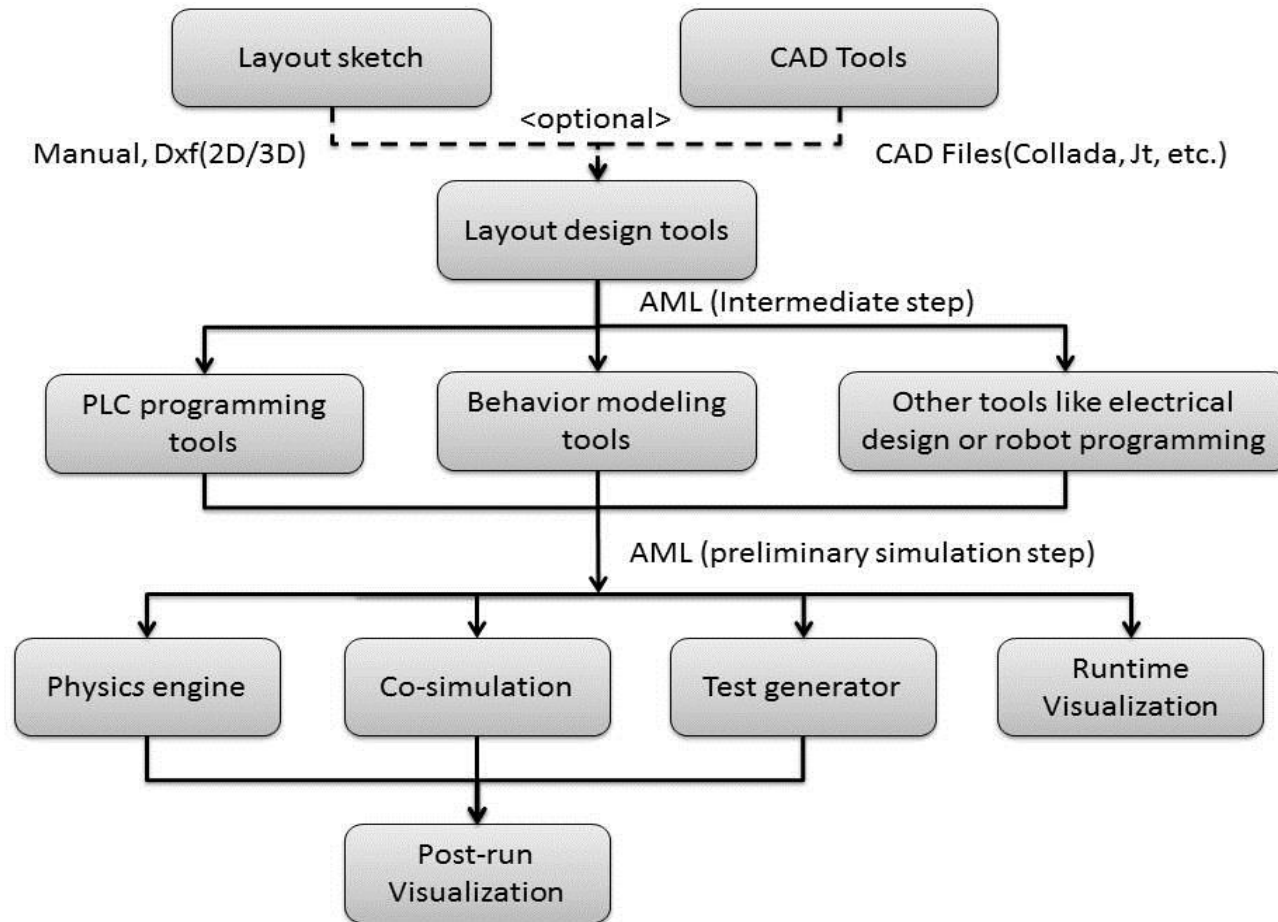 Layout sketch
CAD Tools
<optional>
Manual, Dxf(2D/3D)
CAD Files(Collada, Jt, etc.)
Layout design tools
AML (Intermediate step)
PLC programming
tools
Behavior modeling
tools
Other tools like electrical
design or robot programming
AML (preliminary simulation step)
Physics engine
Co-simulation
Test generator
Runtime
Visualization
Post-run
Visualization